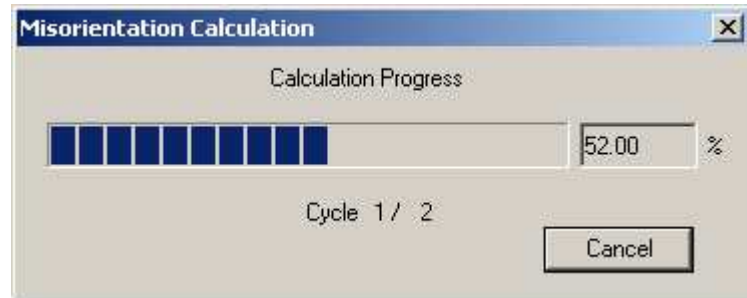 Misorientation Calculation
Calculation Progress
52.00 %
Cycle 1 / 2
Cancel